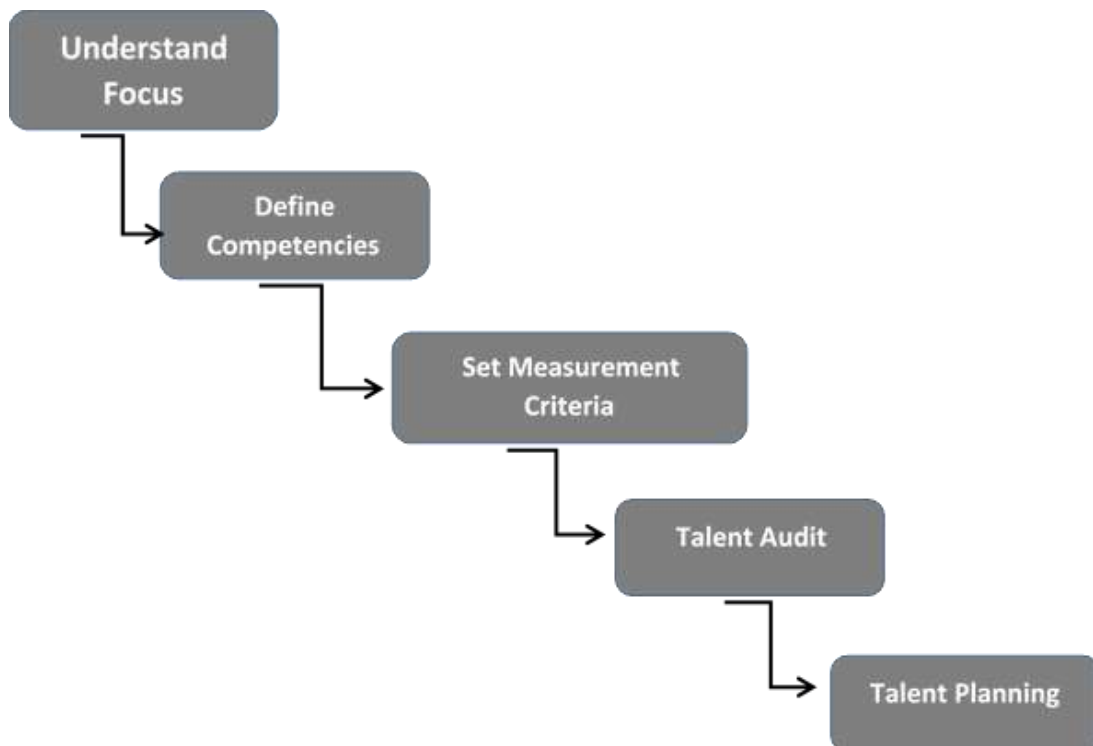 Understand
Focus
Define
Competencies
Set Measurement
Criteria
Talent Audit
Talent Planning